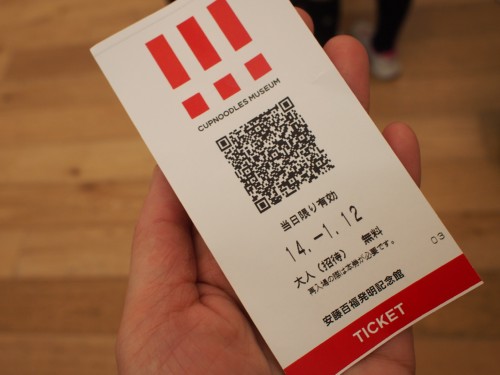 CUPNOODLES MUSEUM
当日限り有効
14.-1.12
大人(招待) 無料
再入場の際は本券が必要です。
03
安藤百福発明記念館
TICKET